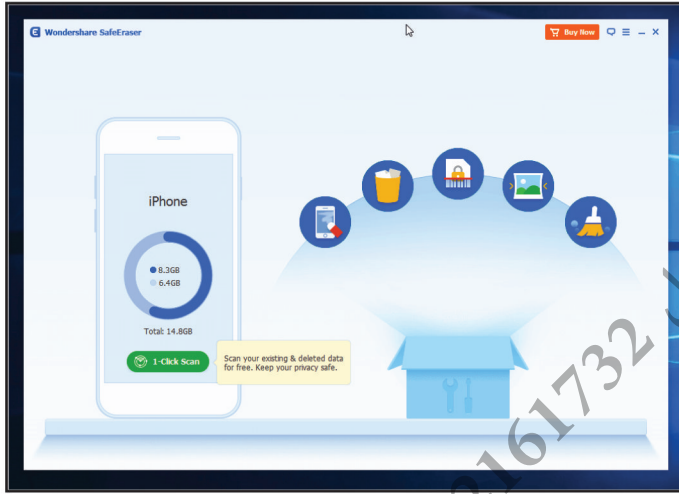 Wondershare SafeEraser
Buy Now
iPhone
8.3GB
6.4GB
Total: 14.8GB
1-Click Scan
Scan your existing & deleted data
for free. Keep your privacy safe.